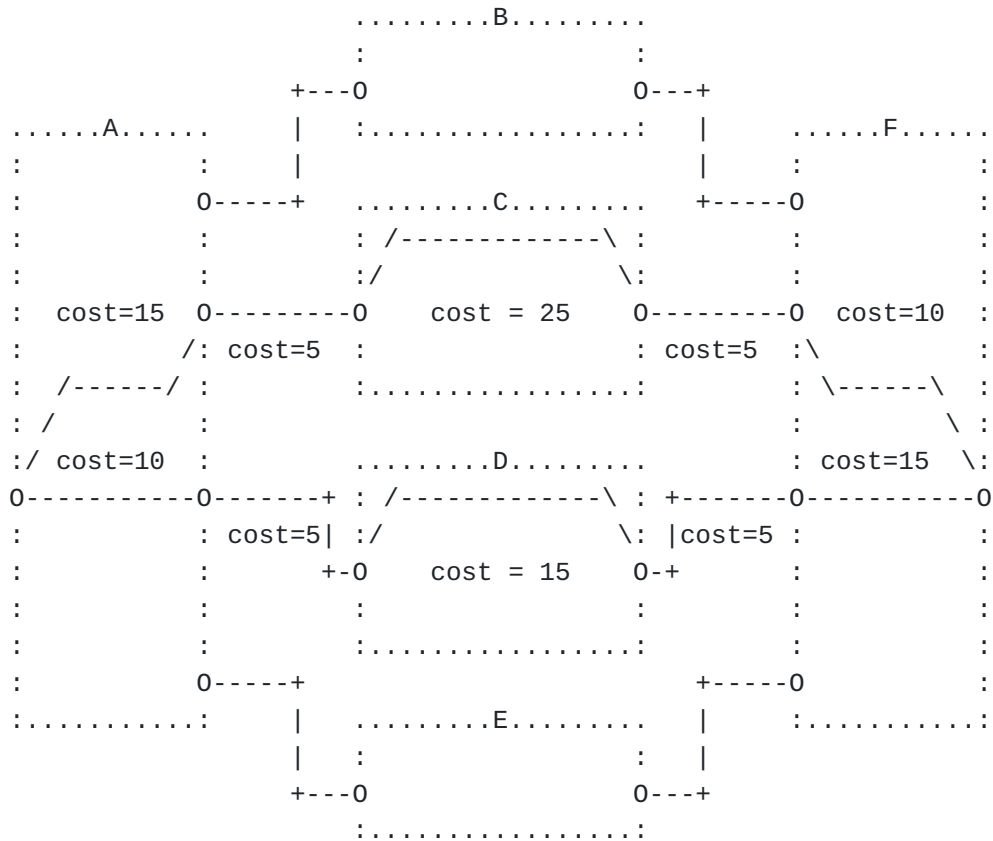 .........B.........
                         :                 :
                     +---O                 O---+
...... A......       |   :.................:   |     ......F......
:           :        |                         |     :           :
:           O-----+   .........C.........   +-----O           :
:           :         : /-------------\ :         :           :
:           :         :/               \:         :           :
:  cost=15  O---------O    cost = 25    O---------O  cost=10  :
:          /: cost=5  :                 : cost=5  :\          :
:  /------/ :         :.................:         : \------\  :
: /         :                                     :         \ :
:/ cost=10  :         .........D.........         : cost=15  \:
O-----------O-------+ : /-------------\ : +-------O-----------O
:           : cost=5| :/               \: |cost=5 :           :
:           :       +-O    cost = 15    O-+       :           :
:           :         :                 :         :           :
:           :         :.................:         :           :
:           O-----+                         +-----O           :
:...........:     |   .........E.........   |     :...........:
                  |   :                 :   |
                  +---O                 O---+
                      :.................: